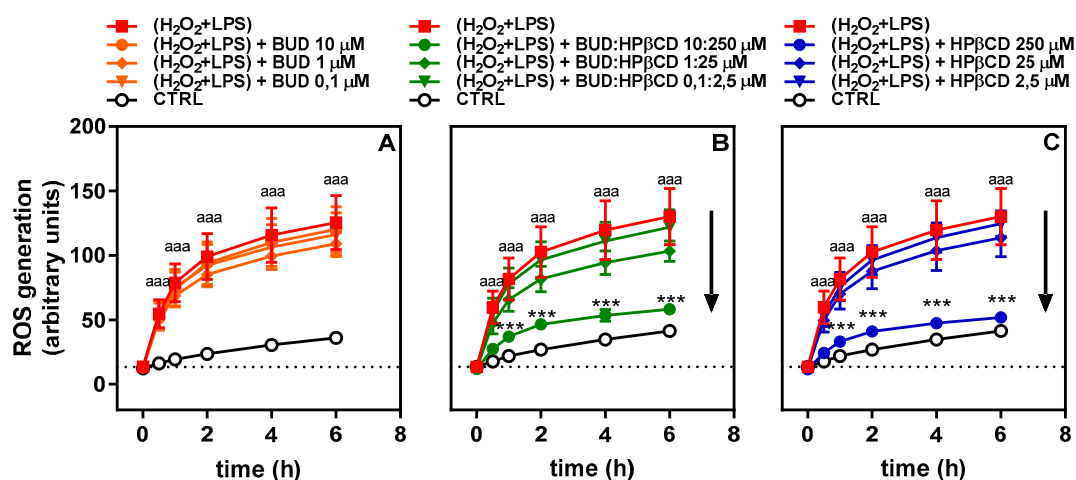 (H₂O₂+LPS)
(H₂O₂+LPS) + BUD 10 µM
(H₂O₂+LPS) + BUD 1 µM
(H₂O₂+LPS) + BUD 0,1 µM
CTRL
(H₂O₂+LPS)
(H₂O₂+LPS) + BUD:HPβCD 10:250 µM
(H₂O₂+LPS) + BUD:HPβCD 1:25 µM
(H₂O₂+LPS) + BUD:HPβCD 0,1:2,5 µM
CTRL
(H₂O₂+LPS)
(H₂O₂+LPS) + HPβCD 250 µM
(H₂O₂+LPS) + HPβCD 25 µM
(H₂O₂+LPS) + HPβCD 2,5 µM
CTRL
ROS generation
(arbitrary units)
200
150
100
50
0
A
aaa
aaa
aaa
aaa
aaa
0 2 4 6 8
time (h)
B
aaa
aaa
aaa
aaa
aaa
***
***
***
***
0 2 4 6 8
time (h)
C
aaa
aaa
aaa
aaa
aaa
***
***
***
***
0 2 4 6 8
time (h)